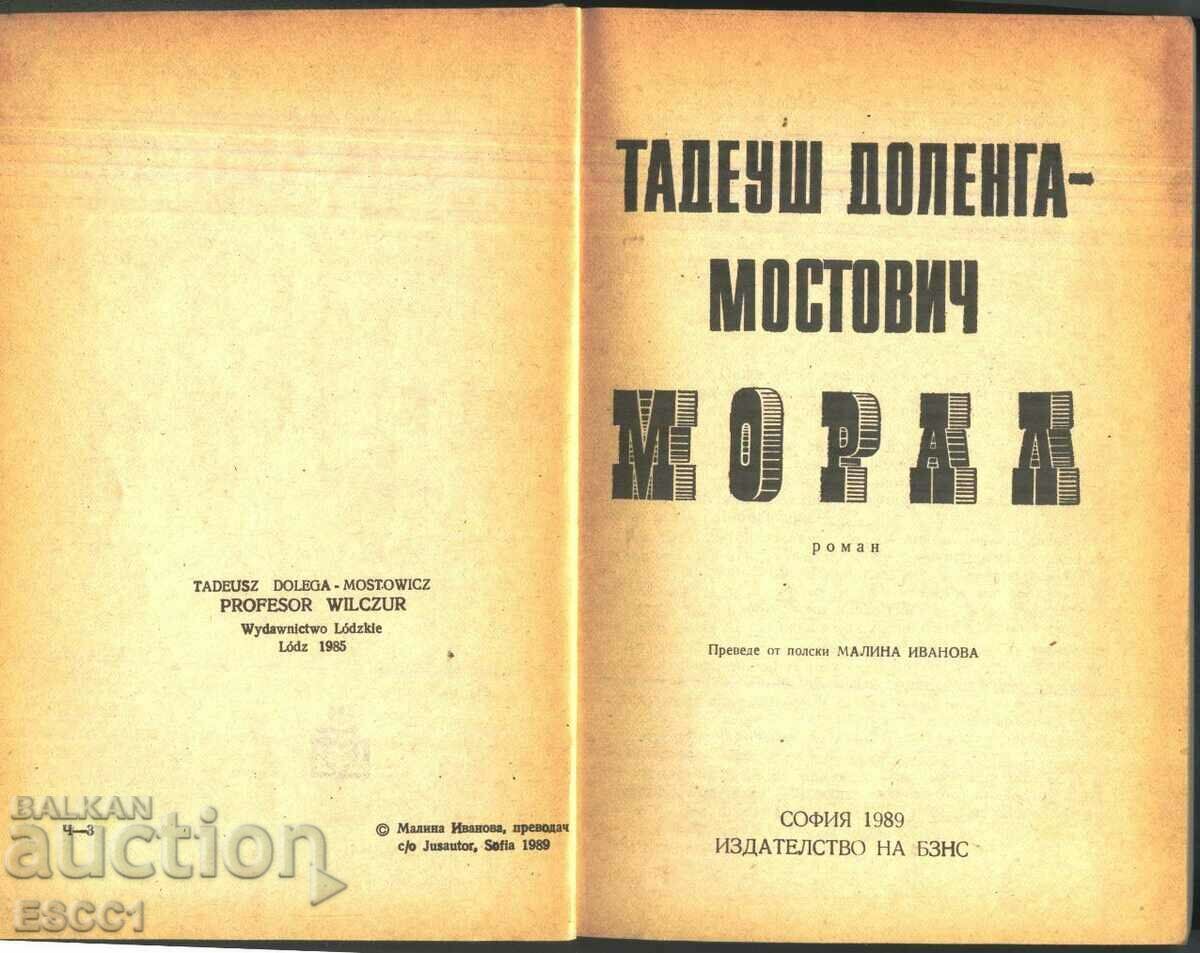 TADEUSZ DOLEGA - MOSTOWICZ
PROFESOR WILCZUR
Wydawnictwo Lódzkie
Lódz 1985
Ч—3
© Малина Иванова, преводач
c/o Jusautor, Sofia 1989
ТАДЕУШ ДОЛЕНГА-
МОСТОВИЧ
МОРАЛ
роман
Преведе от полски МАЛИНА ИВАНОВА
СОФИЯ 1989
ИЗДАТЕЛСТВО НА БЗНС
BALKAN
auction
ESCC1